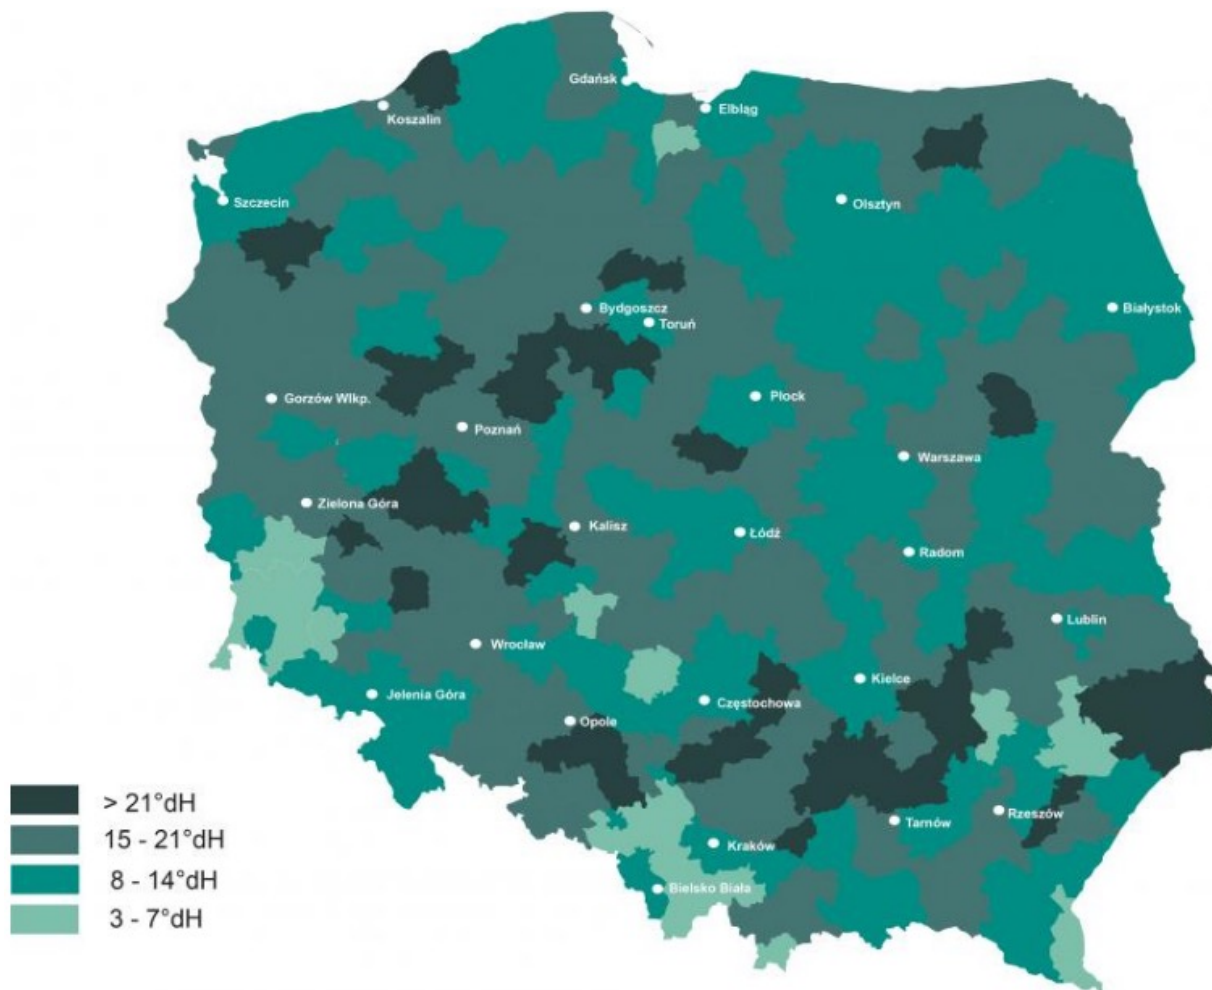 Gdańsk
Elbląg
Koszalin
Szczecin
Olsztyn
Bydgoszcz
Białystok
Toruń
Gorzów Wlkp.
Płock
Poznań
Warszawa
Zielona Góra
Kalisz
Łódź
Radom
Lublin
Wrocław
Kielce
Jelenia Góra
Częstochowa
Opole
> 21°dH
15 - 21°dH
8 - 14°dH
3 - 7°dH
Rzeszów
Tarnów
Kraków
Bielsko Biała